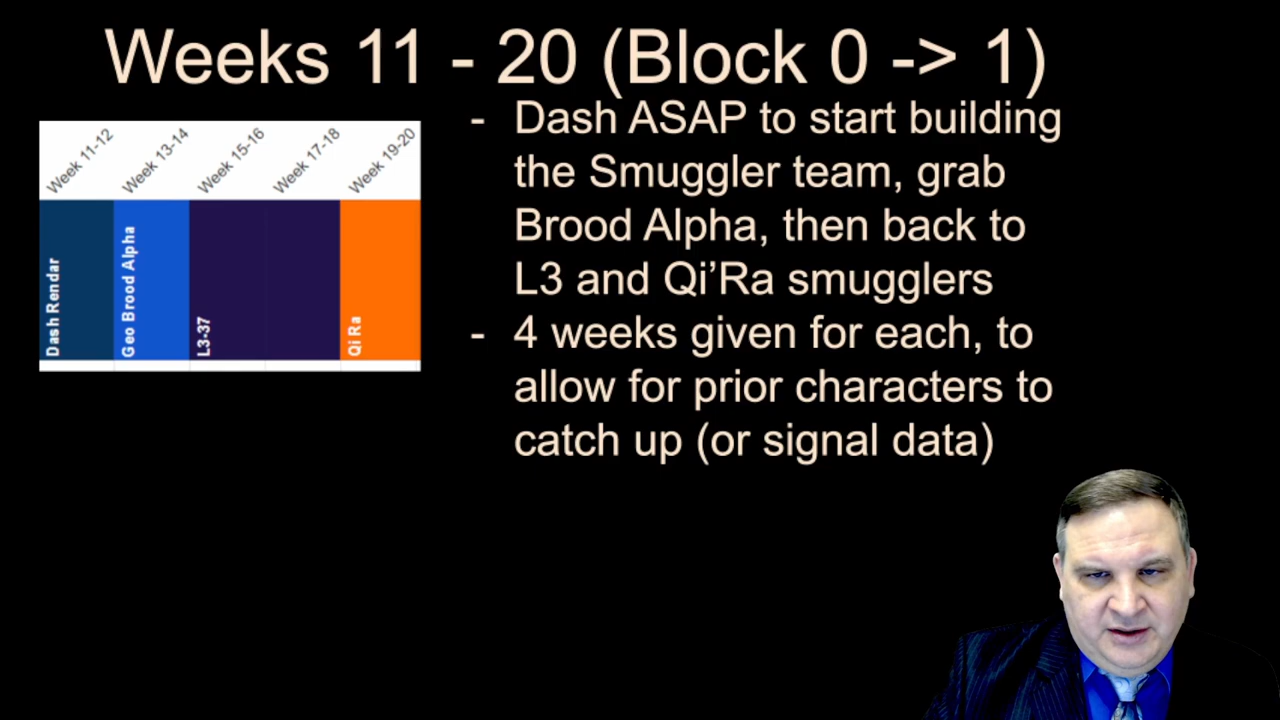 Weeks 11 - 20 (Block 0 -> 1)
Week 11-12
Week 13-14
Week 15-16
Week 17-18
Week 19-20
Dash Rendar
Geo Brood Alpha
L3-37
Qi Ra
- Dash ASAP to start building
the Smuggler team, grab
Brood Alpha, then back to
L3 and Qi’Ra smugglers
- 4 weeks given for each, to
allow for prior characters to
catch up (or signal data)